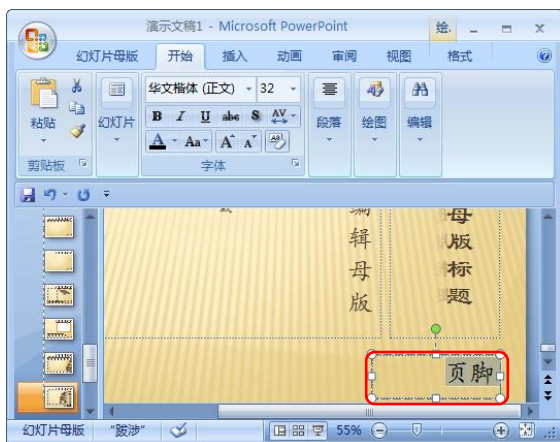 演示文稿1 - Microsoft PowerPoint
绘.
幻灯片母版 开始 插入 动画 审阅 视图 格式
华文楷体 (正文) 32
B I U abe S AV
A Aa A A
粘贴 幻灯片 段落 绘图 编辑
剪贴板 字体
编辑母版
母版标题
页脚
幻灯片母版 "跋涉" 55%